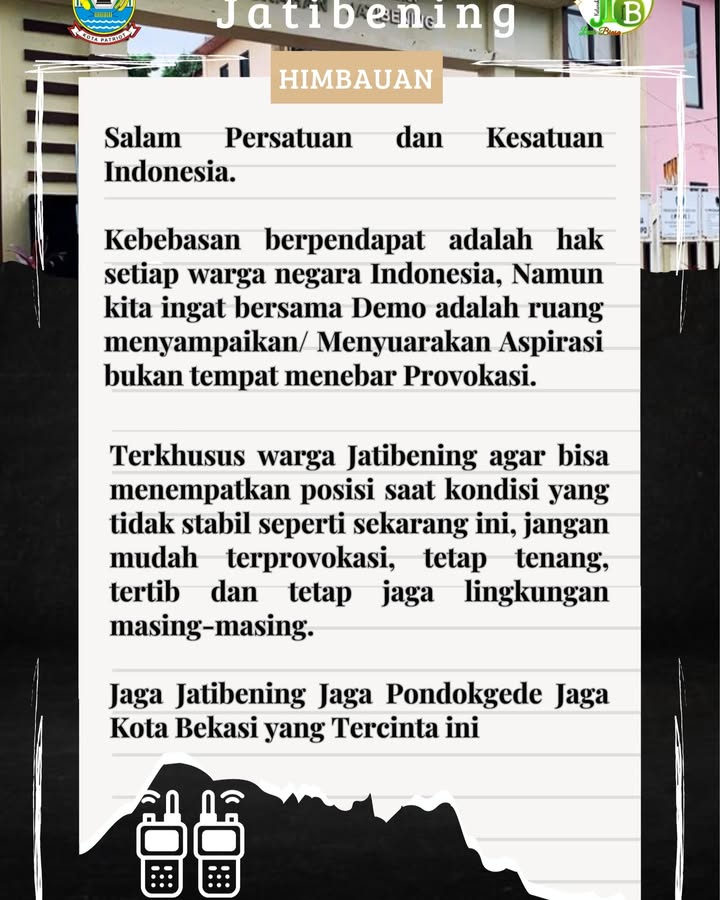 Jatibening
KOTA PATRIOT
JB
HIMBAUAN
Salam Persatuan dan Kesatuan
Indonesia.
Kebebasan berpendapat adalah hak
setiap warga negara Indonesia, Namun
kita ingat bersama Demo adalah ruang
menyampaikan/ Menyuarakan Aspirasi
bukan tempat menebar Provokasi.
Terkhusus warga Jatibening agar bisa
menempatkan posisi saat kondisi yang
tidak stabil seperti sekarang ini, jangan
mudah terprovokasi, tetap tenang,
tertib dan tetap jaga lingkungan
masing-masing.
Jaga Jatibening Jaga Pondokgede Jaga
Kota Bekasi yang Tercinta ini